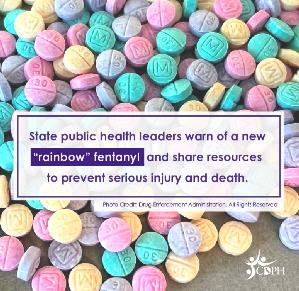 State public health leaders warn of a new
"rainbow" fentanyl and share resources
to prevent serious injury and death.
Photo Credit: Drug Enforcement Administration. All Rights Reserved
CDPH